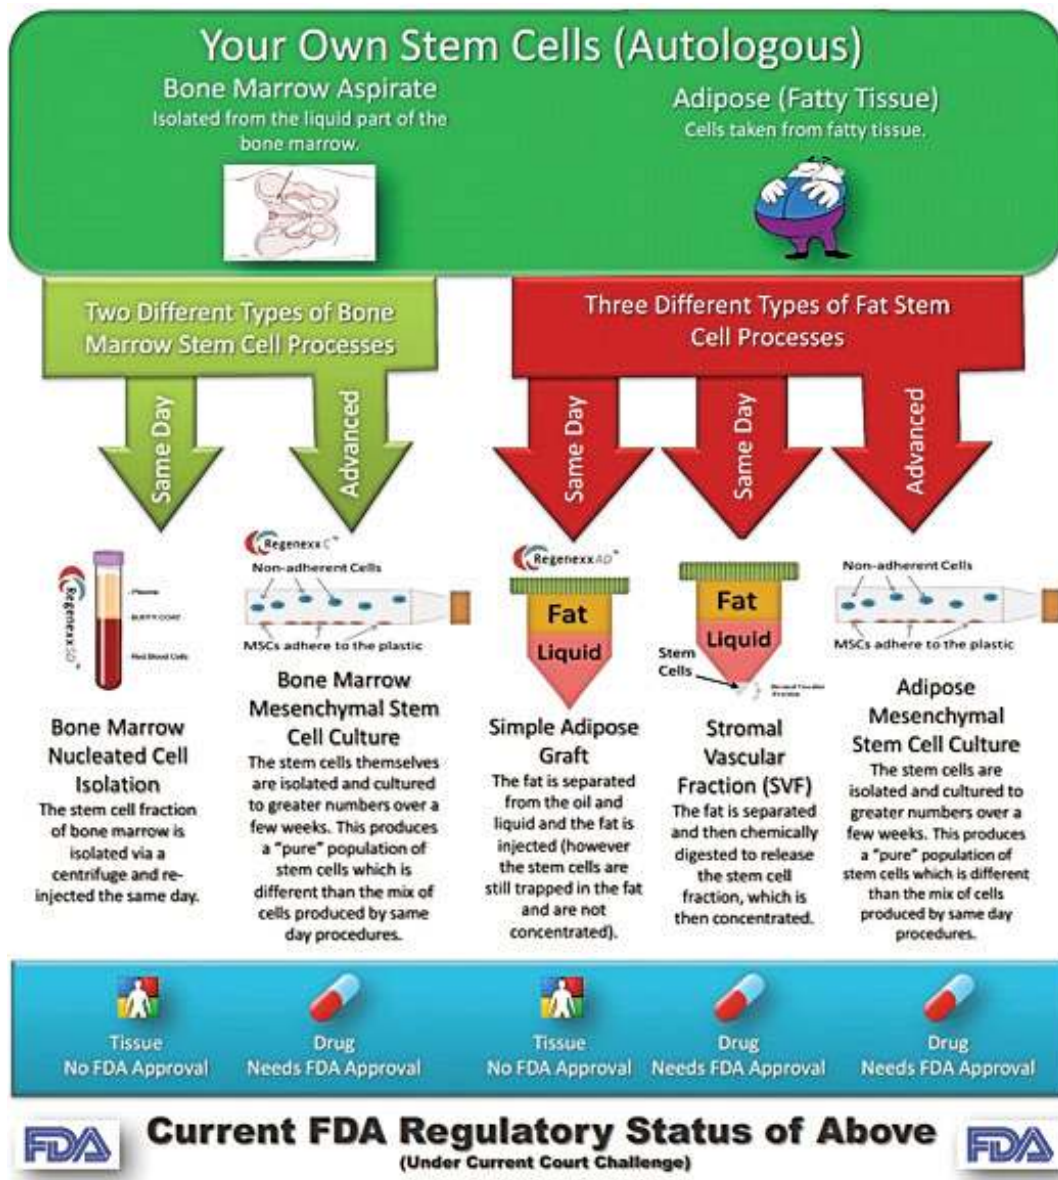 Your Own Stem Cells (Autologous)
Bone Marrow Aspirate
Isolated from the liquid part of the
bone marrow.
Adipose (Fatty Tissue)
Cells taken from fatty tissue.
Two Different Types of Bone
Marrow Stem Cell Processes
Three Different Types of Fat Stem
Cell Processes
Same Day
Advanced
Same Day
Same Day
Advanced
RegenexxSD™
Plasma
BUFFY COAT
Red Blood Cells
Bone Marrow
Nucleated Cell
Isolation
The stem cell fraction
of bone marrow is
isolated via a
centrifuge and re-
injected the same day.
RegenexxC™
Non-adherent Cells
MSCs adhere to the plastic
Bone Marrow
Mesenchymal Stem
Cell Culture
The stem cells themselves
are isolated and cultured
to greater numbers over a
few weeks. This produces
a "pure" population of
stem cells which is
different than the mix of
cells produced by same
day procedures.
RegenexxAD™
Fat
Liquid
Simple Adipose
Graft
The fat is separated
from the oil and
liquid and the fat is
injected (however
the stem cells are
still trapped in the fat
and are not
concentrated).
Fat
Liquid
Stem
Cells
Stromal
Vascular
Fraction (SVF)
The fat is separated
and then chemically
digested to release
the stem cell
fraction, which is
then concentrated.
Non-adherent Cells
MSCs adhere to the plastic
Adipose
Mesenchymal
Stem Cell Culture
The stem cells are
isolated and cultured to
greater numbers over a
few weeks. This produces
a "pure" population of
stem cells which is different
than the mix of cells
produced by same day
procedures.
Tissue
No FDA Approval
Drug
Needs FDA Approval
Tissue
No FDA Approval
Drug
Needs FDA Approval
Drug
Needs FDA Approval
FDA
Current FDA Regulatory Status of Above
(Under Current Court Challenge)
FDA